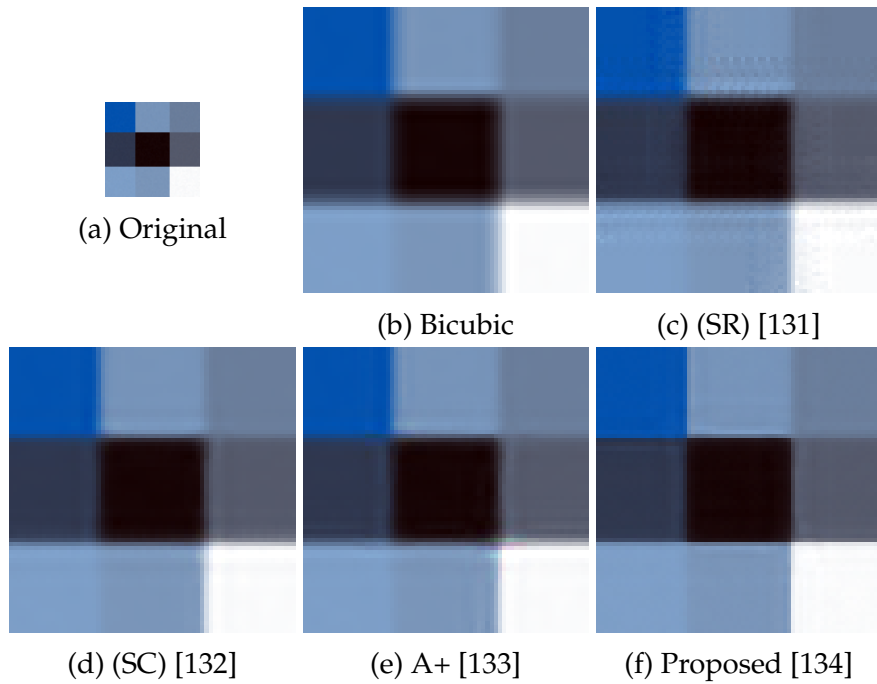 (a) Original
(b) Bicubic
(c) (SR) [131]
(d) (SC) [132]
(e) A+ [133]
(f) Proposed [134]